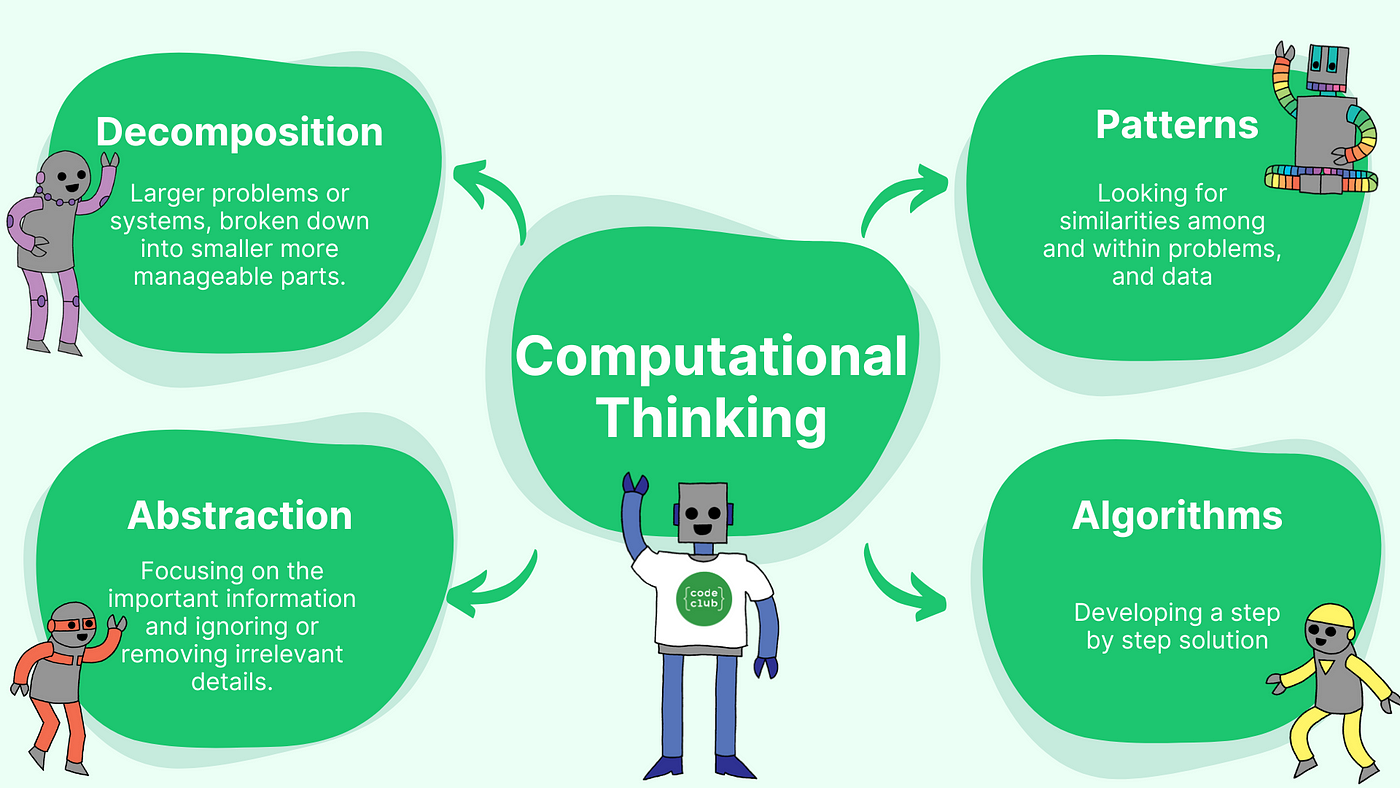 Decomposition
Larger problems or
systems, broken down
into smaller more
manageable parts.
Patterns
Looking for
similarities among
and within problems,
and data
Computational
Thinking
Abstraction
Focusing on the
important information
and ignoring or
removing irrelevant
details.
Algorithms
Developing a step
by step solution
{code
club}